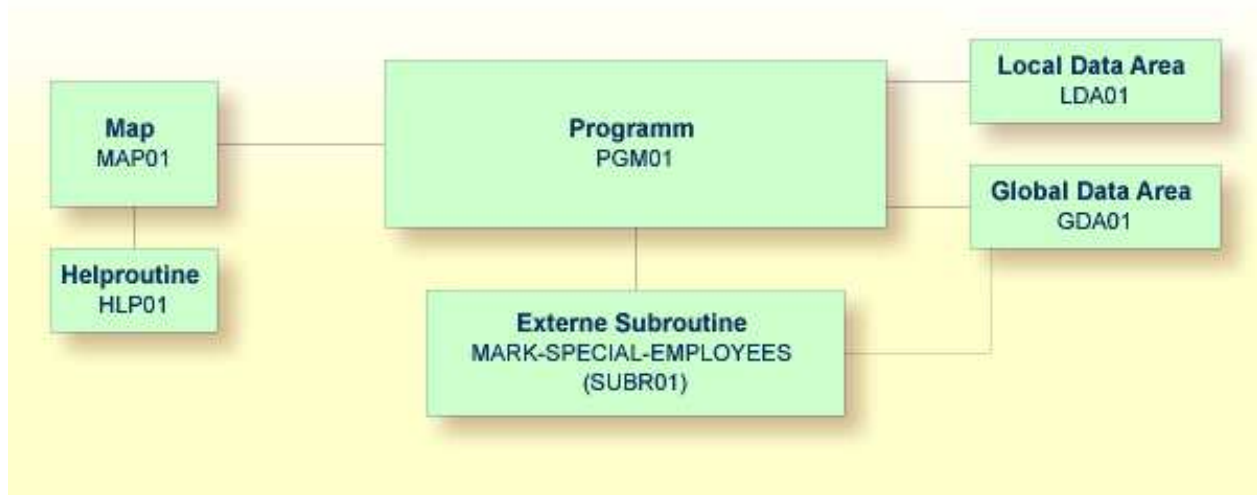 Map
MAP01
Helproutine
HLP01
Programm
PGM01
Externe Subroutine
MARK-SPECIAL-EMPLOYEES
(SUBR01)
Local Data Area
LDA01
Global Data Area
GDA01